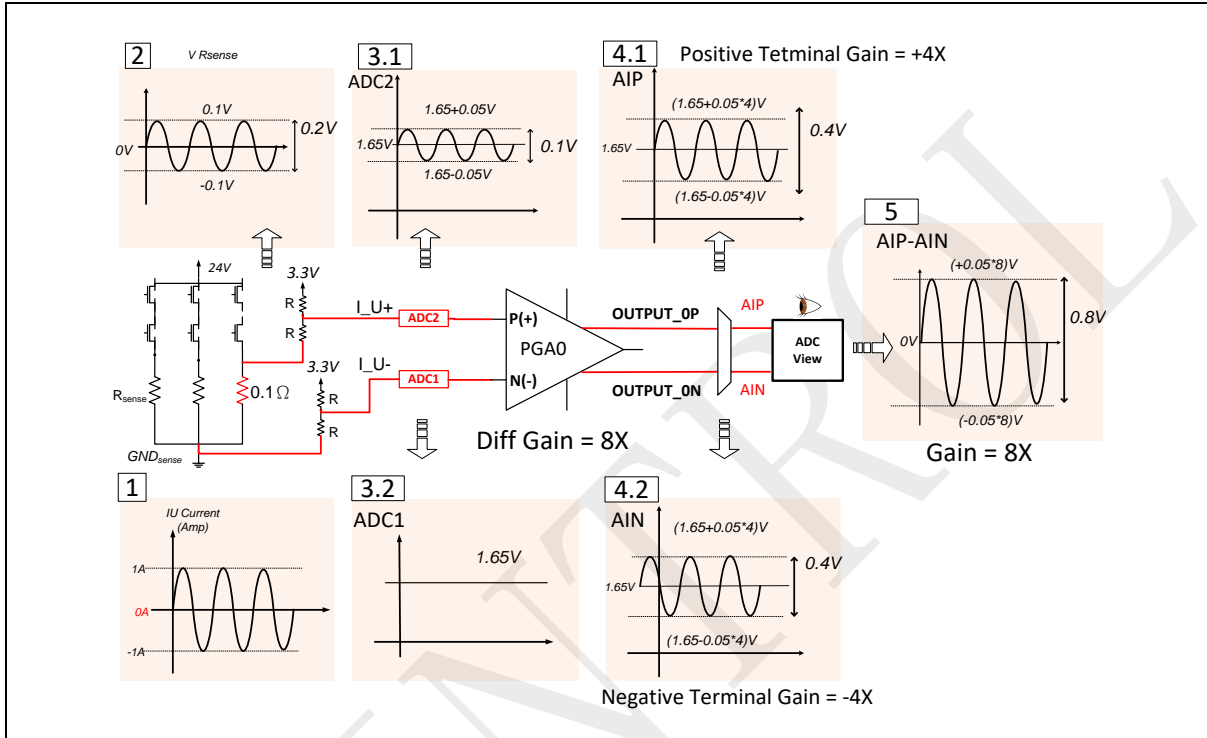 2
V Rsense
0.1V
0V
-0.1V
0.2V
3.1
ADC2
1.65+0.05V
1.65V
1.65-0.05V
0.1V
4.1
AIP
Positive Tetminal Gain = +4X
(1.65+0.05*4)V
1.65V
(1.65-0.05*4)V
0.4V
5
AIP-AIN
(+0.05*8)V
0V
(-0.05*8)V
0.8V
Gain = 8X
24V
3.3V
R
R
I_U+
ADC2
P(+)
PGA0
N(-)
OUTPUT_0P
AIP
ADC
View
3.3V
R
R
I_U-
ADC1
OUTPUT_0N
AIN
Rsense
0.1Ω
GNDsense
Diff Gain = 8X
1
IU Current
(Amp)
1A
0A
-1A
3.2
ADC1
1.65V
4.2
AIN
(1.65+0.05*4)V
1.65V
(1.65-0.05*4)V
0.4V
Negative Terminal Gain = -4X
NTROL